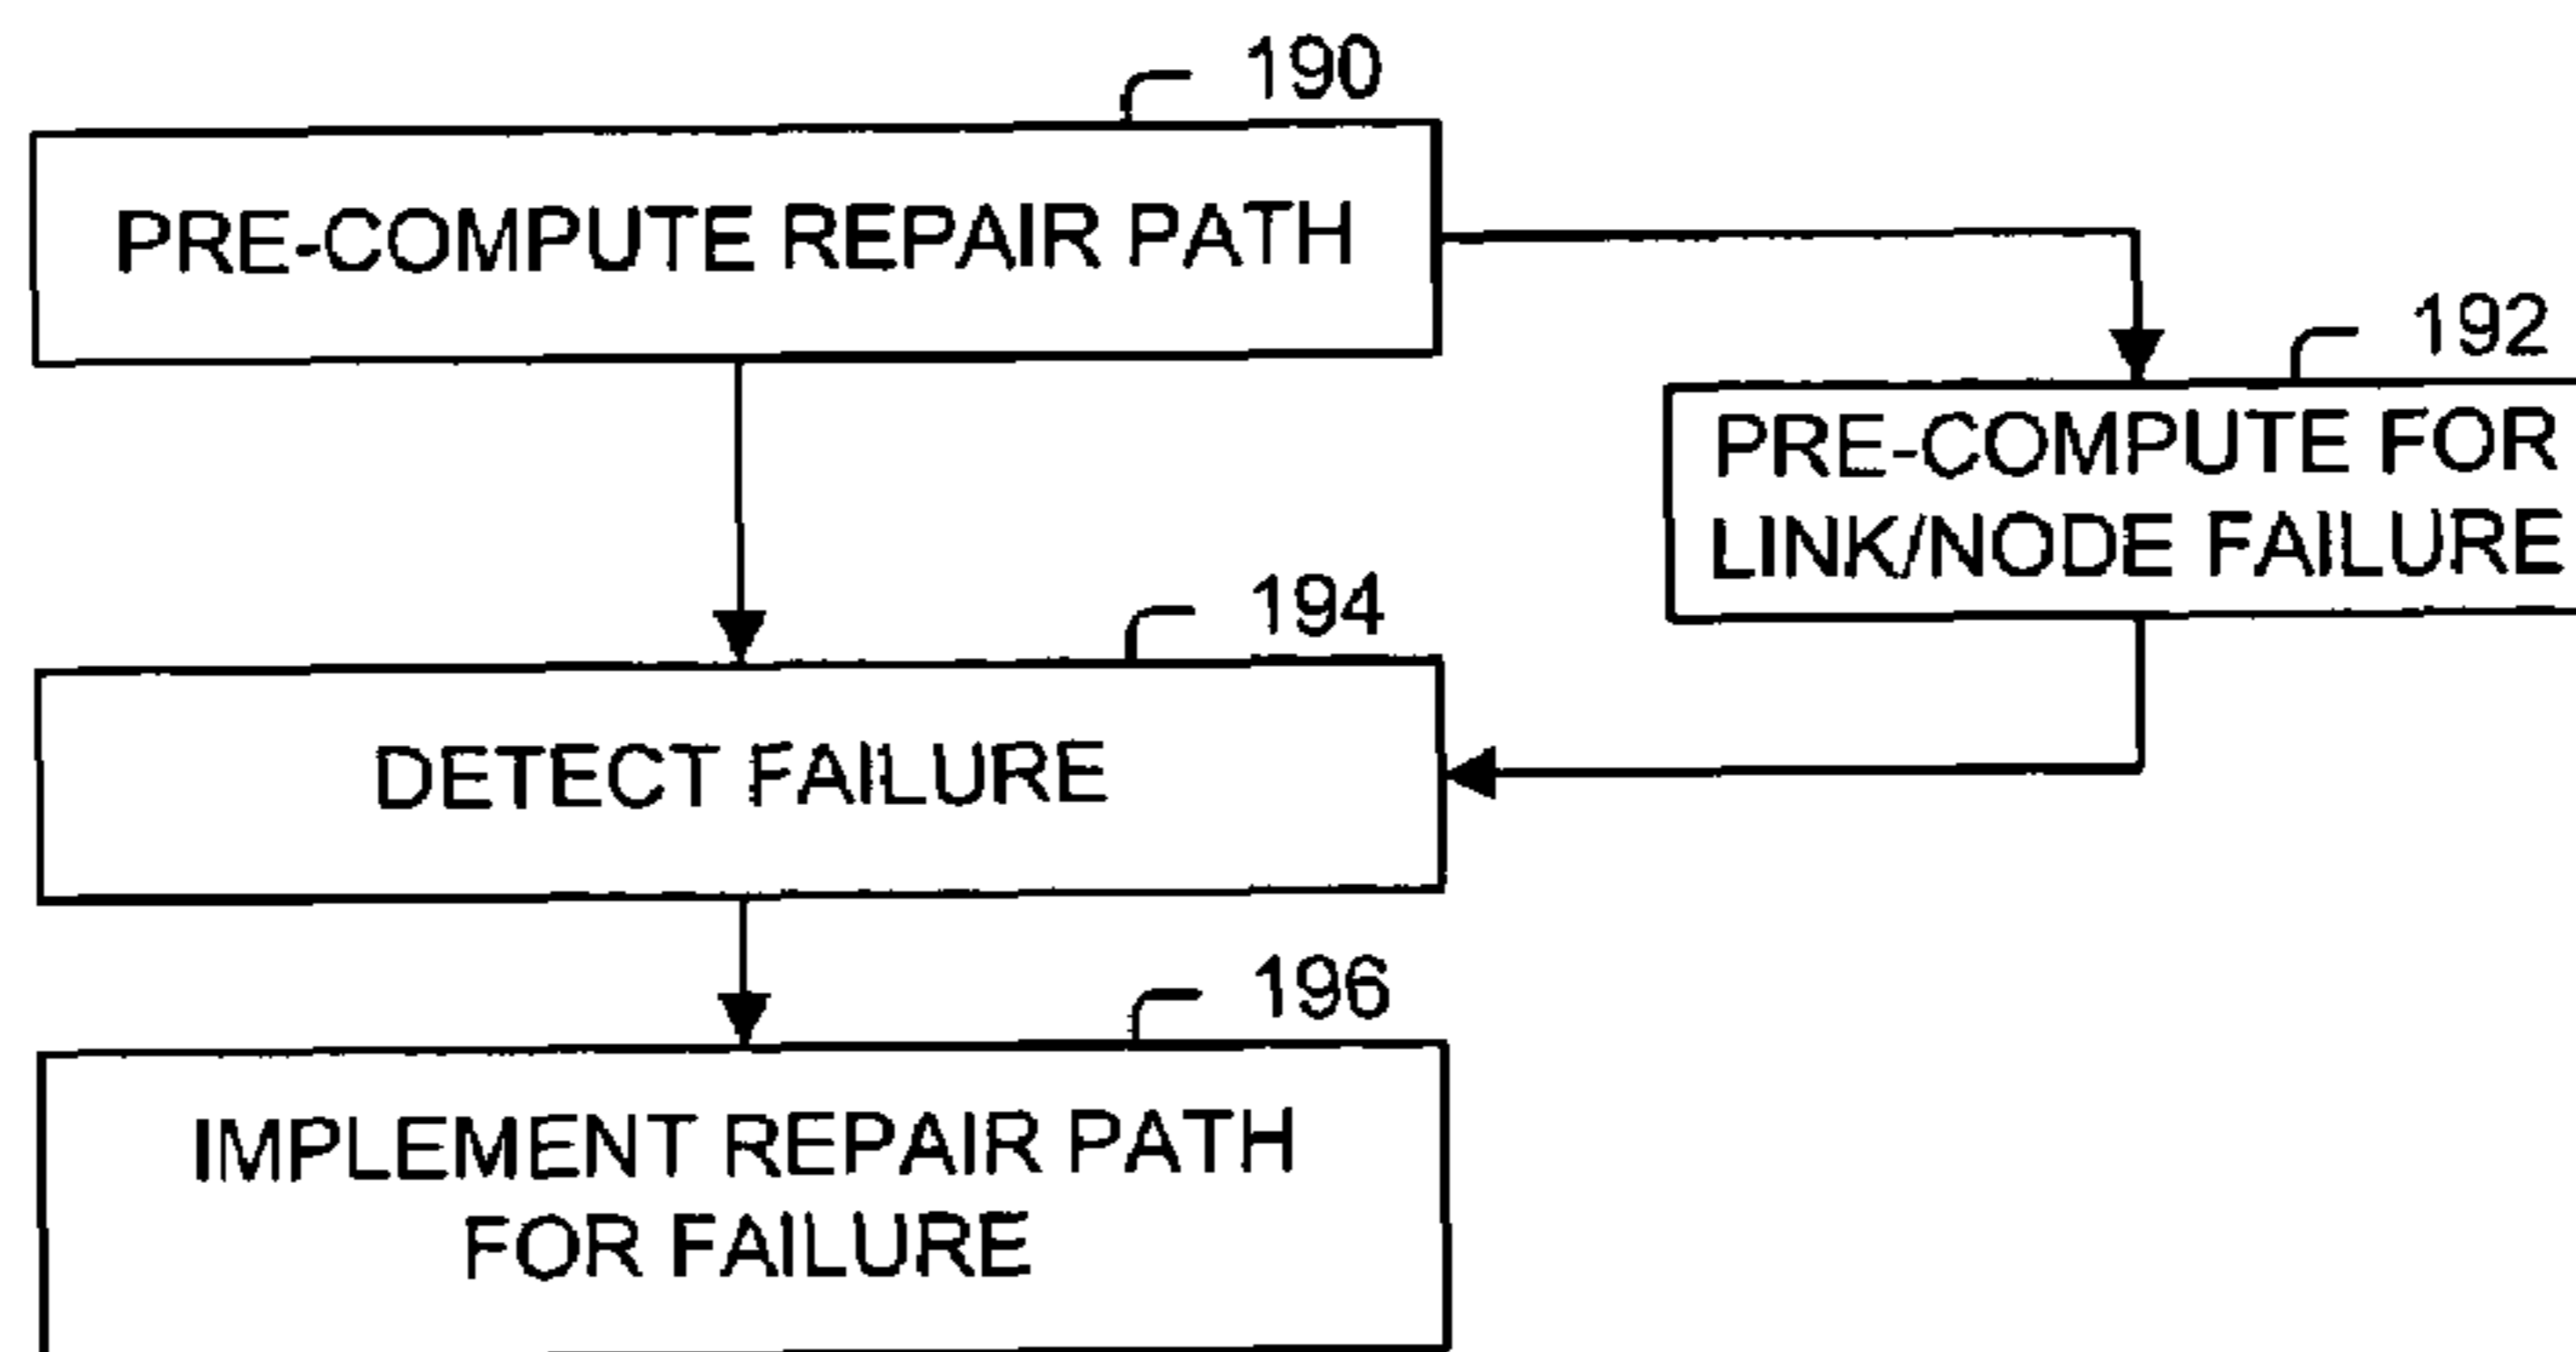 190
PRE-COMPUTE REPAIR PATH
192
PRE-COMPUTE FOR
LINK/NODE FAILURE
194
DETECT FAILURE
196
IMPLEMENT REPAIR PATH
FOR FAILURE